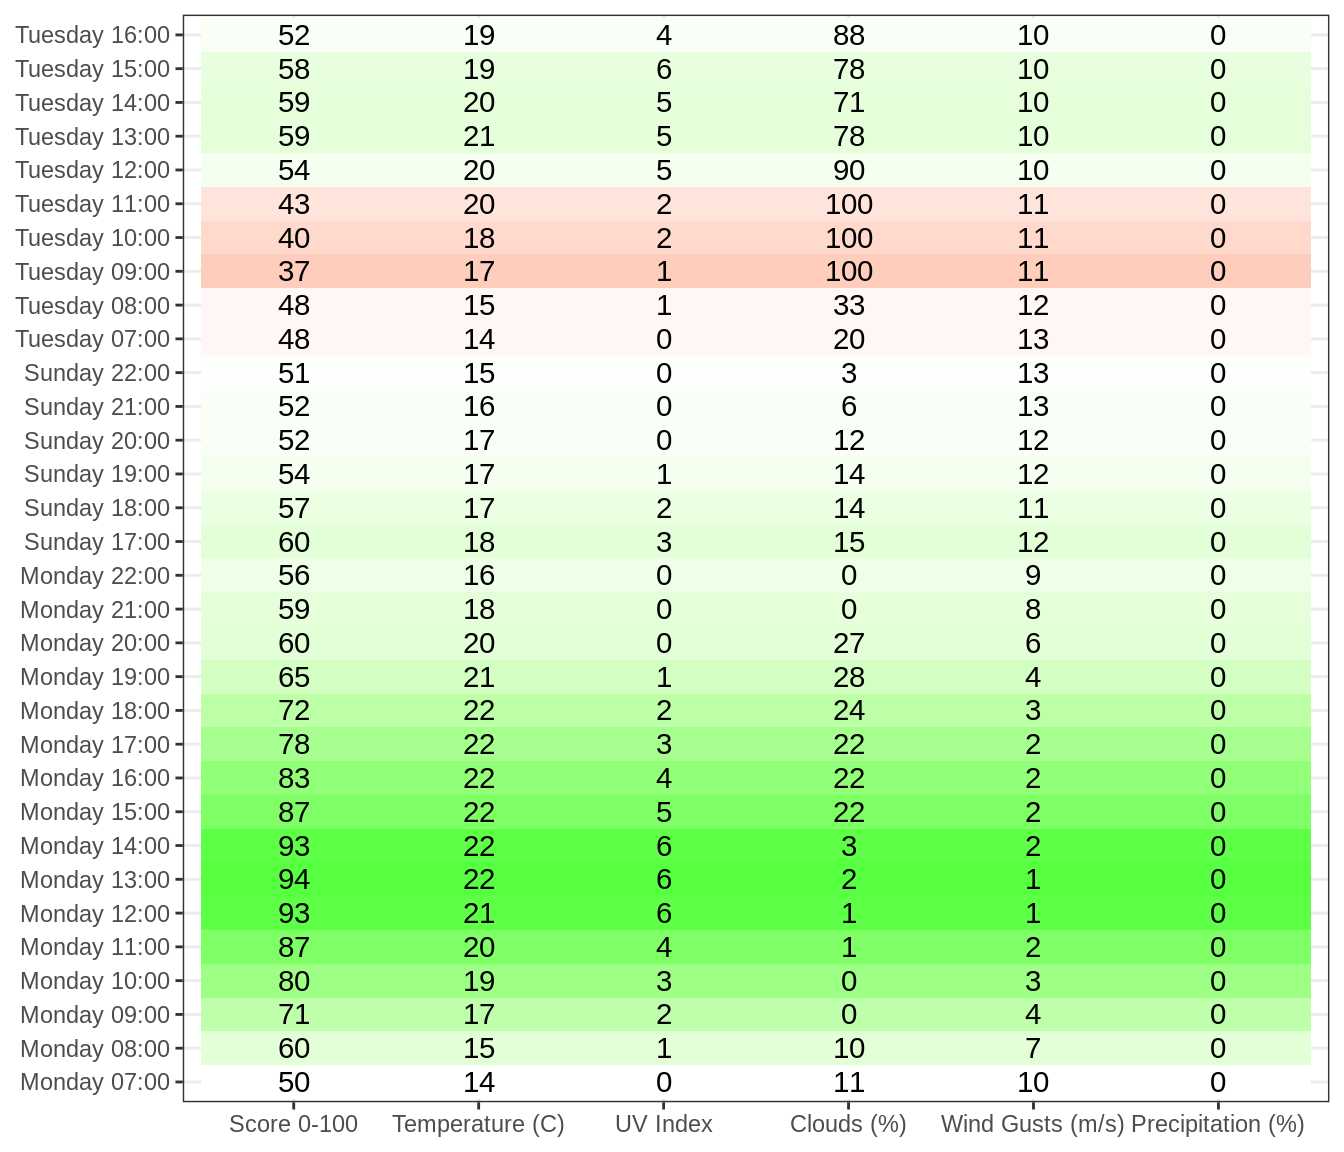 Tuesday 16:00 52 19 4 88 10 0
Tuesday 15:00 58 19 6 78 10 0
Tuesday 14:00 59 20 5 71 10 0
Tuesday 13:00 59 21 5 78 10 0
Tuesday 12:00 54 20 5 90 10 0
Tuesday 11:00 43 20 2 100 11 0
Tuesday 10:00 40 18 2 100 11 0
Tuesday 09:00 37 17 1 100 11 0
Tuesday 08:00 48 15 1 33 12 0
Tuesday 07:00 48 14 0 20 13 0
Sunday 22:00 51 15 0 3 13 0
Sunday 21:00 52 16 0 6 13 0
Sunday 20:00 52 17 0 12 12 0
Sunday 19:00 54 17 1 14 12 0
Sunday 18:00 57 17 2 14 11 0
Sunday 17:00 60 18 3 15 12 0
Monday 22:00 56 16 0 0 9 0
Monday 21:00 59 18 0 0 8 0
Monday 20:00 60 20 0 27 6 0
Monday 19:00 65 21 1 28 4 0
Monday 18:00 72 22 2 24 3 0
Monday 17:00 78 22 3 22 2 0
Monday 16:00 83 22 4 22 2 0
Monday 15:00 87 22 5 22 2 0
Monday 14:00 93 22 6 3 2 0
Monday 13:00 94 22 6 2 1 0
Monday 12:00 93 21 6 1 1 0
Monday 11:00 87 20 4 1 2 0
Monday 10:00 80 19 3 0 3 0
Monday 09:00 71 17 2 0 4 0
Monday 08:00 60 15 1 10 7 0
Monday 07:00 50 14 0 11 10 0
Score 0-100 Temperature (C) UV Index Clouds (%) Wind Gusts (m/s) Precipitation (%)